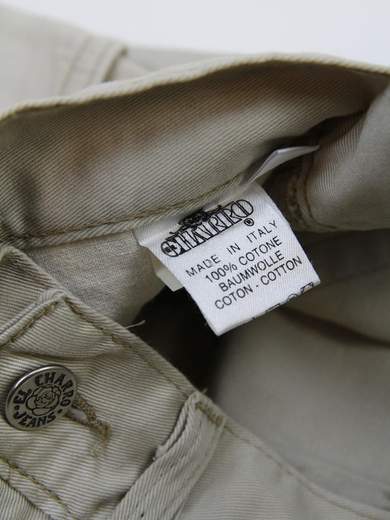 CHARRO
MADE IN ITALY
100% COTONE
BAUMWOLLE
COTON - COTTON
EL CHARRO
JEANS